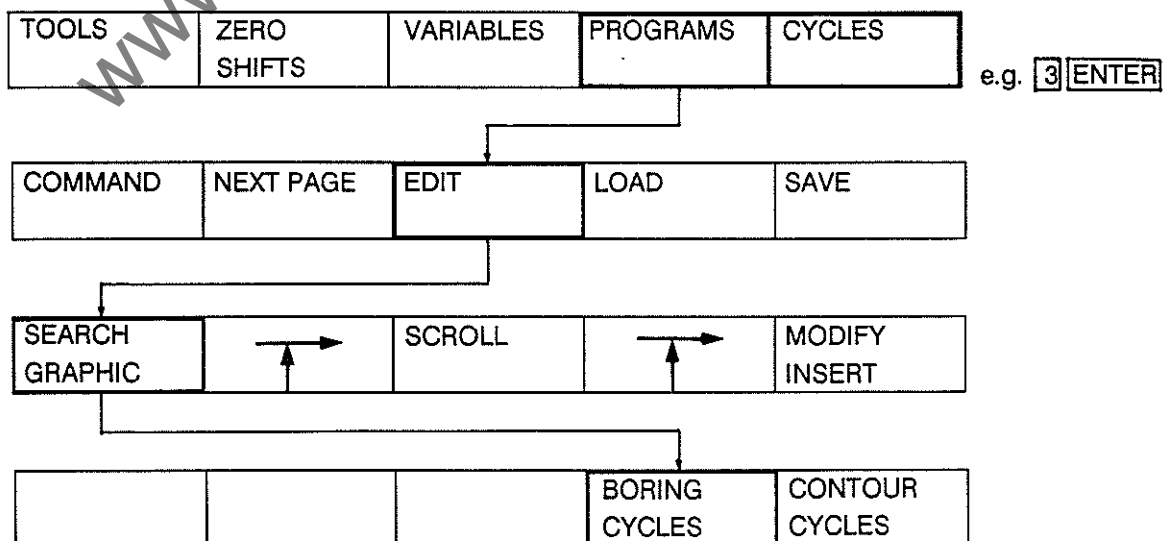 TOOLS ZERO VARIABLES PROGRAMS CYCLES
SHIFTS
e.g. 3 ENTER
COMMAND NEXT PAGE EDIT LOAD SAVE
SEARCH SCROLL MODIFY
GRAPHIC INSERT
BORING CONTOUR
CYCLES CYCLES